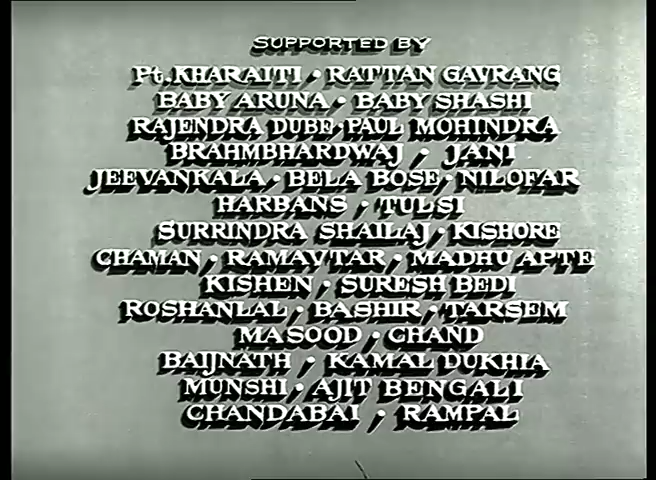 SUPPORTED BY
Pt. KHARAITI, RATTAN GAVRANG
BABY ARUNA, BABY SHASHI
RAJENDRA DUBE, PAUL MOHINDRA
BRAHMBHARDWAJ, JANI
JEEVANKALA, BELA BOSE, NILOFAR
HARBANS, TULSI
SURRINDRA SHAILAJ, KISHORE
CHAMAN, RAMAVTAR, MADHU APTE
KISHEN, SURESH BEDI
ROSHANLAL, BASHIR, TARSEM
MASOOD, CHAND
BAIJNATH, KAMAL DUKHIA
MUNSHI, AJIT BENGALI
CHANDABAI, RAMPAL